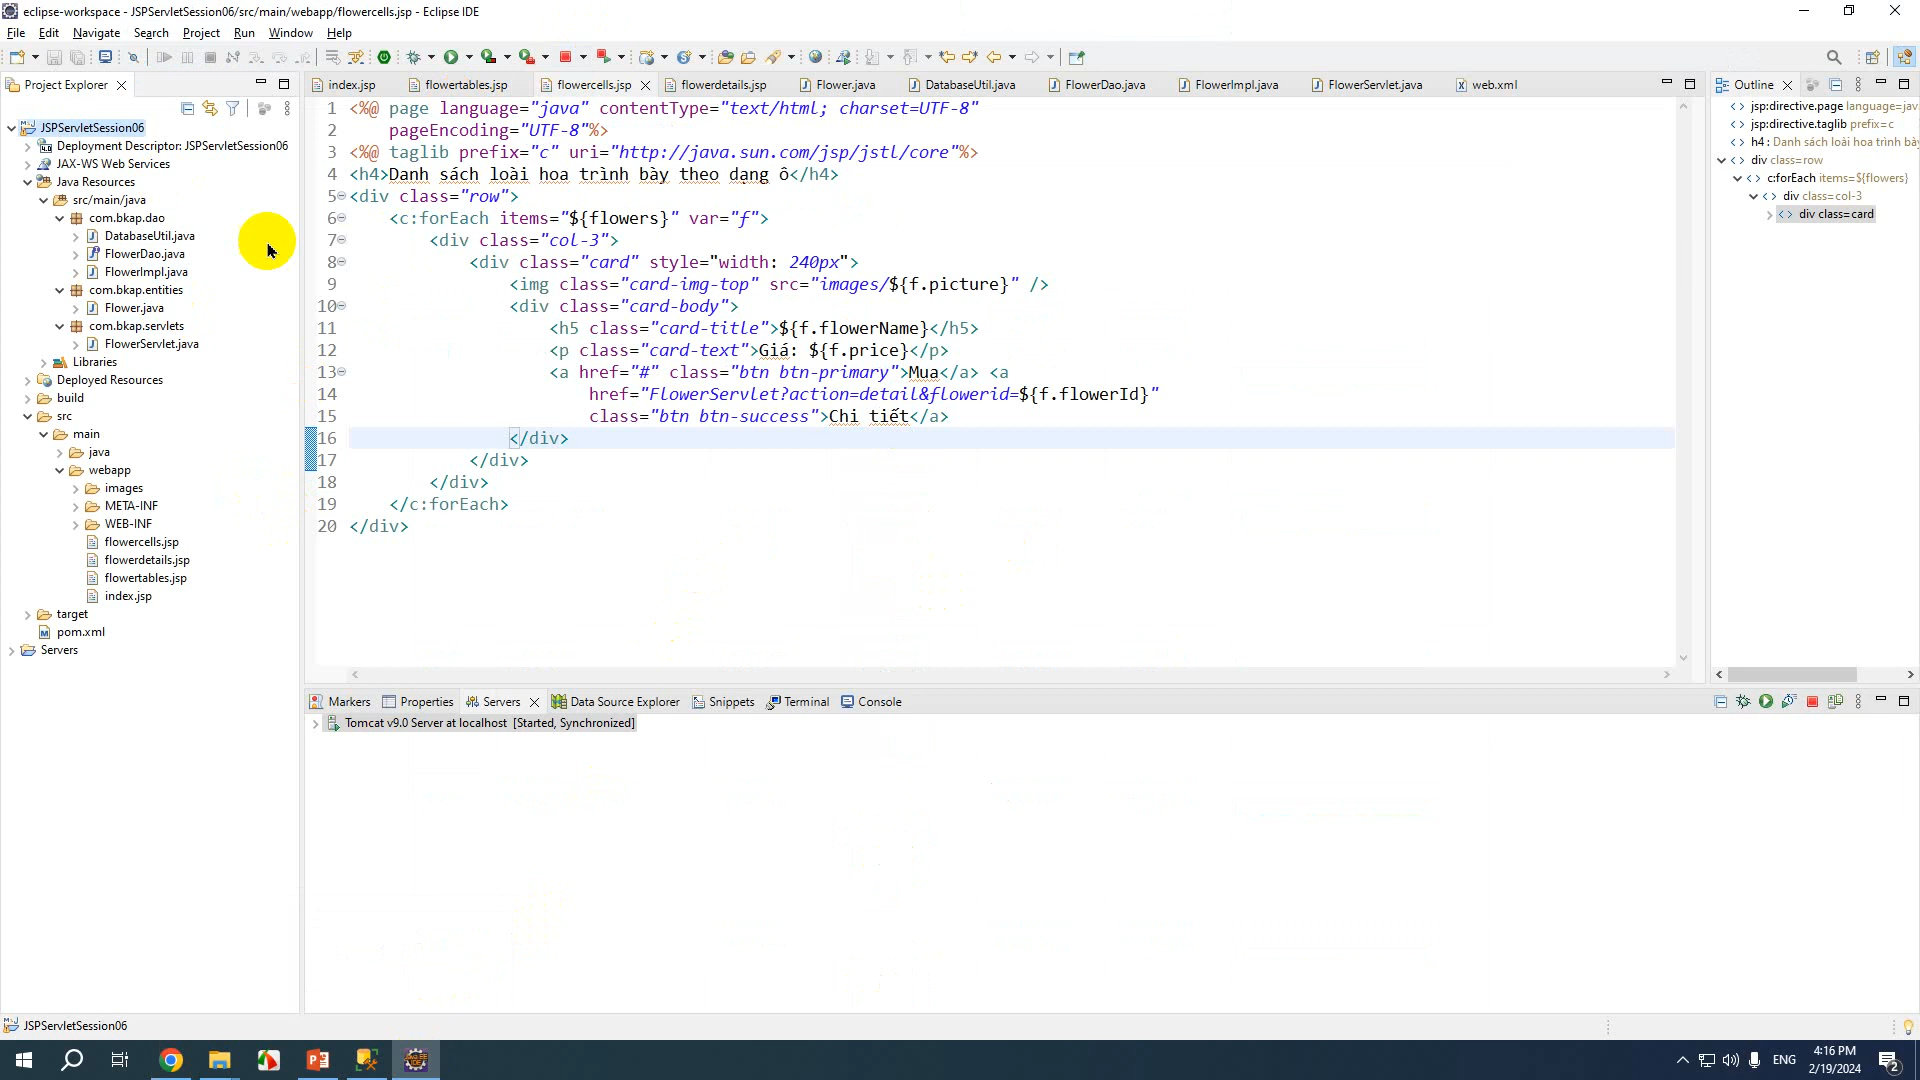 eclipse-workspace - JSPServletSession06/src/main/webapp/flowercells.jsp - Eclipse IDE
File Edit Navigate Search Project Run Window Help
Project Explorer
index.jsp flowertables.jsp flowercells.jsp flowerdetails.jsp Flower.java DatabaseUtil.java FlowerDao.java FlowerImpl.java FlowerServlet.java web.xml
JSPServletSession06
Deployment Descriptor: JSPServletSession06
JAX-WS Web Services
Java Resources
src/main/java
com.bkap.dao
DatabaseUtil.java
FlowerDao.java
FlowerImpl.java
com.bkap.entities
Flower.java
com.bkap.servlets
FlowerServlet.java
Libraries
Deployed Resources
build
src
main
java
webapp
images
META-INF
WEB-INF
flowercells.jsp
flowerdetails.jsp
flowertables.jsp
index.jsp
target
pom.xml
Servers
1 <%@ page language="java" contentType="text/html; charset=UTF-8"
2 pageEncoding="UTF-8"%>
3 <%@ taglib prefix="c" uri="http://java.sun.com/jsp/jstl/core"%>
4 <h4>Danh sách loài hoa trình bày theo dạng ô</h4>
5 <div class="row">
6 <c:forEach items="${flowers}" var="f">
7 <div class="col-3">
8 <div class="card" style="width: 240px">
9 <img class="card-img-top" src="images/${f.picture}" />
10 <div class="card-body">
11 <h5 class="card-title">${f.flowerName}</h5>
12 <p class="card-text">Giá: ${f.price}</p>
13 <a href="#" class="btn btn-primary">Mua</a> <a
14 href="FlowerServlet?action=detail&flowerid=${f.flowerId}"
15 class="btn btn-success">Chi tiết</a>
16 </div>
17 </div>
18 </div>
19 </c:forEach>
20 </div>
Outline
jsp:directive.page language=jav
jsp:directive.taglib prefix=c
h4 : Danh sách loài hoa trình bày
div class=row
c:forEach items=${flowers}
div class=col-3
div class=card
Markers Properties Servers Data Source Explorer Snippets Terminal Console
Tomcat v9.0 Server at localhost [Started, Synchronized]
JSPServletSession06
ENG
4:16 PM
2/19/2024
2